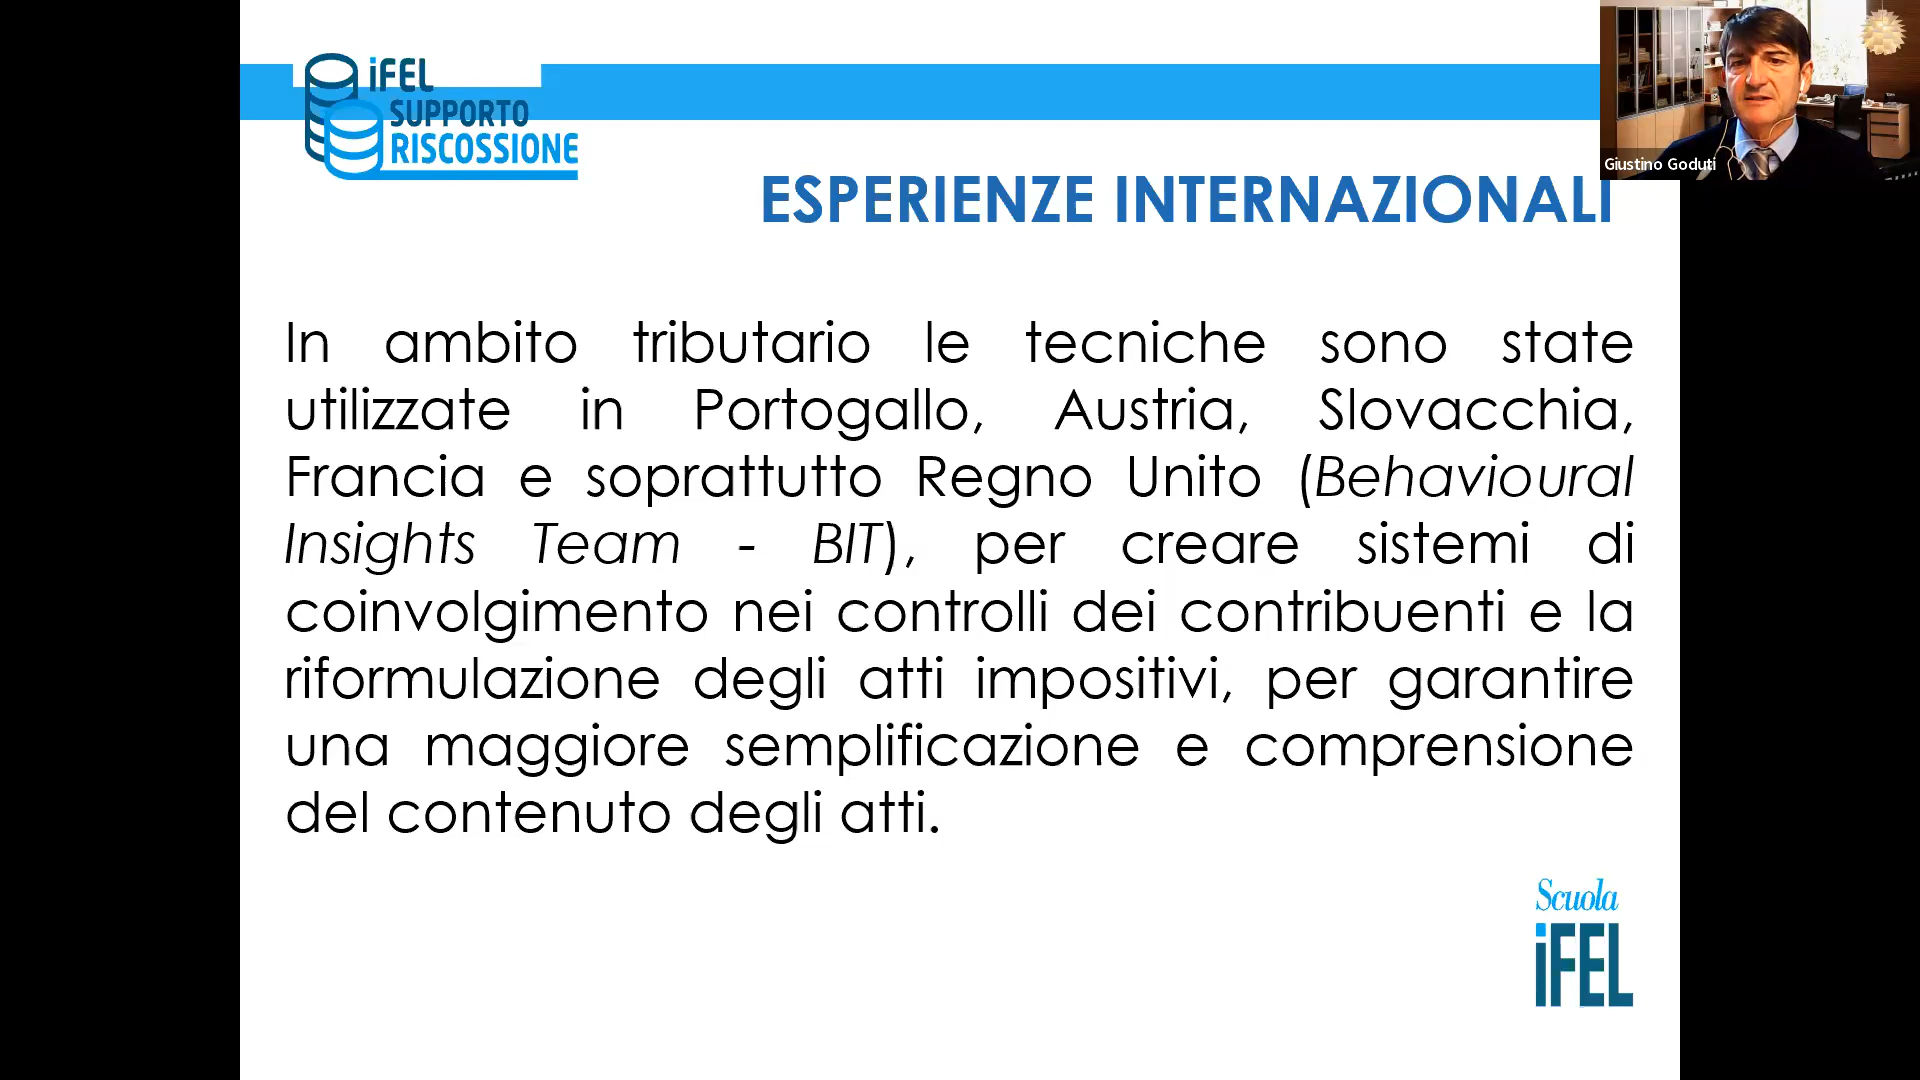 iFEL
SUPPORTO
RISCOSSIONE
Giustino Goduti
ESPERIENZE INTERNAZIONALI
In ambito tributario le tecniche sono state
utilizzate in Portogallo, Austria, Slovacchia,
Francia e soprattutto Regno Unito (Behavioural
Insights Team - BIT), per creare sistemi di
coinvolgimento nei controlli dei contribuenti e la
riformulazione degli atti impositivi, per garantire
una maggiore semplificazione e comprensione
del contenuto degli atti.
Scuola
iFEL